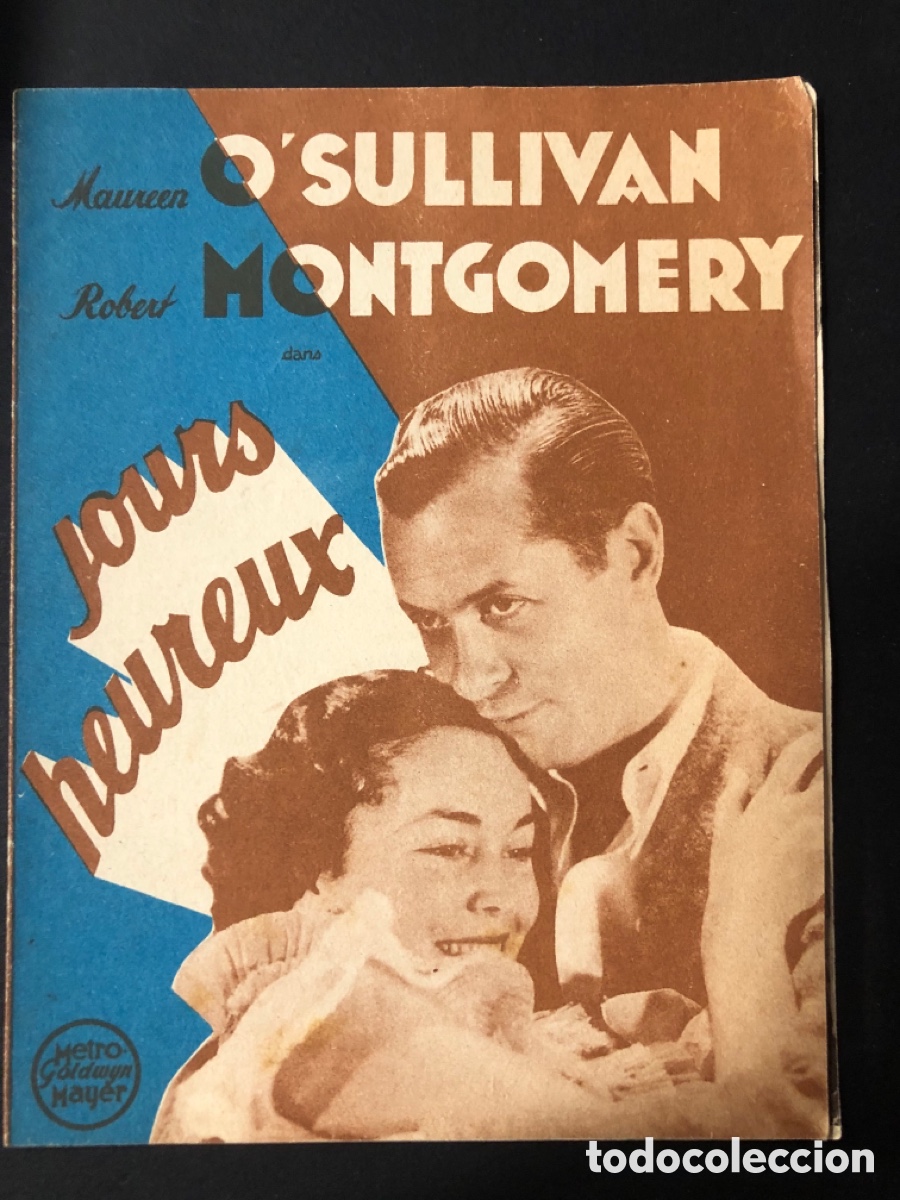 Maureen O'SULLIVAN
Robert MONTGOMERY
dans
jours
heureux
Metro-
Goldwyn
Mayer
todocoleccion